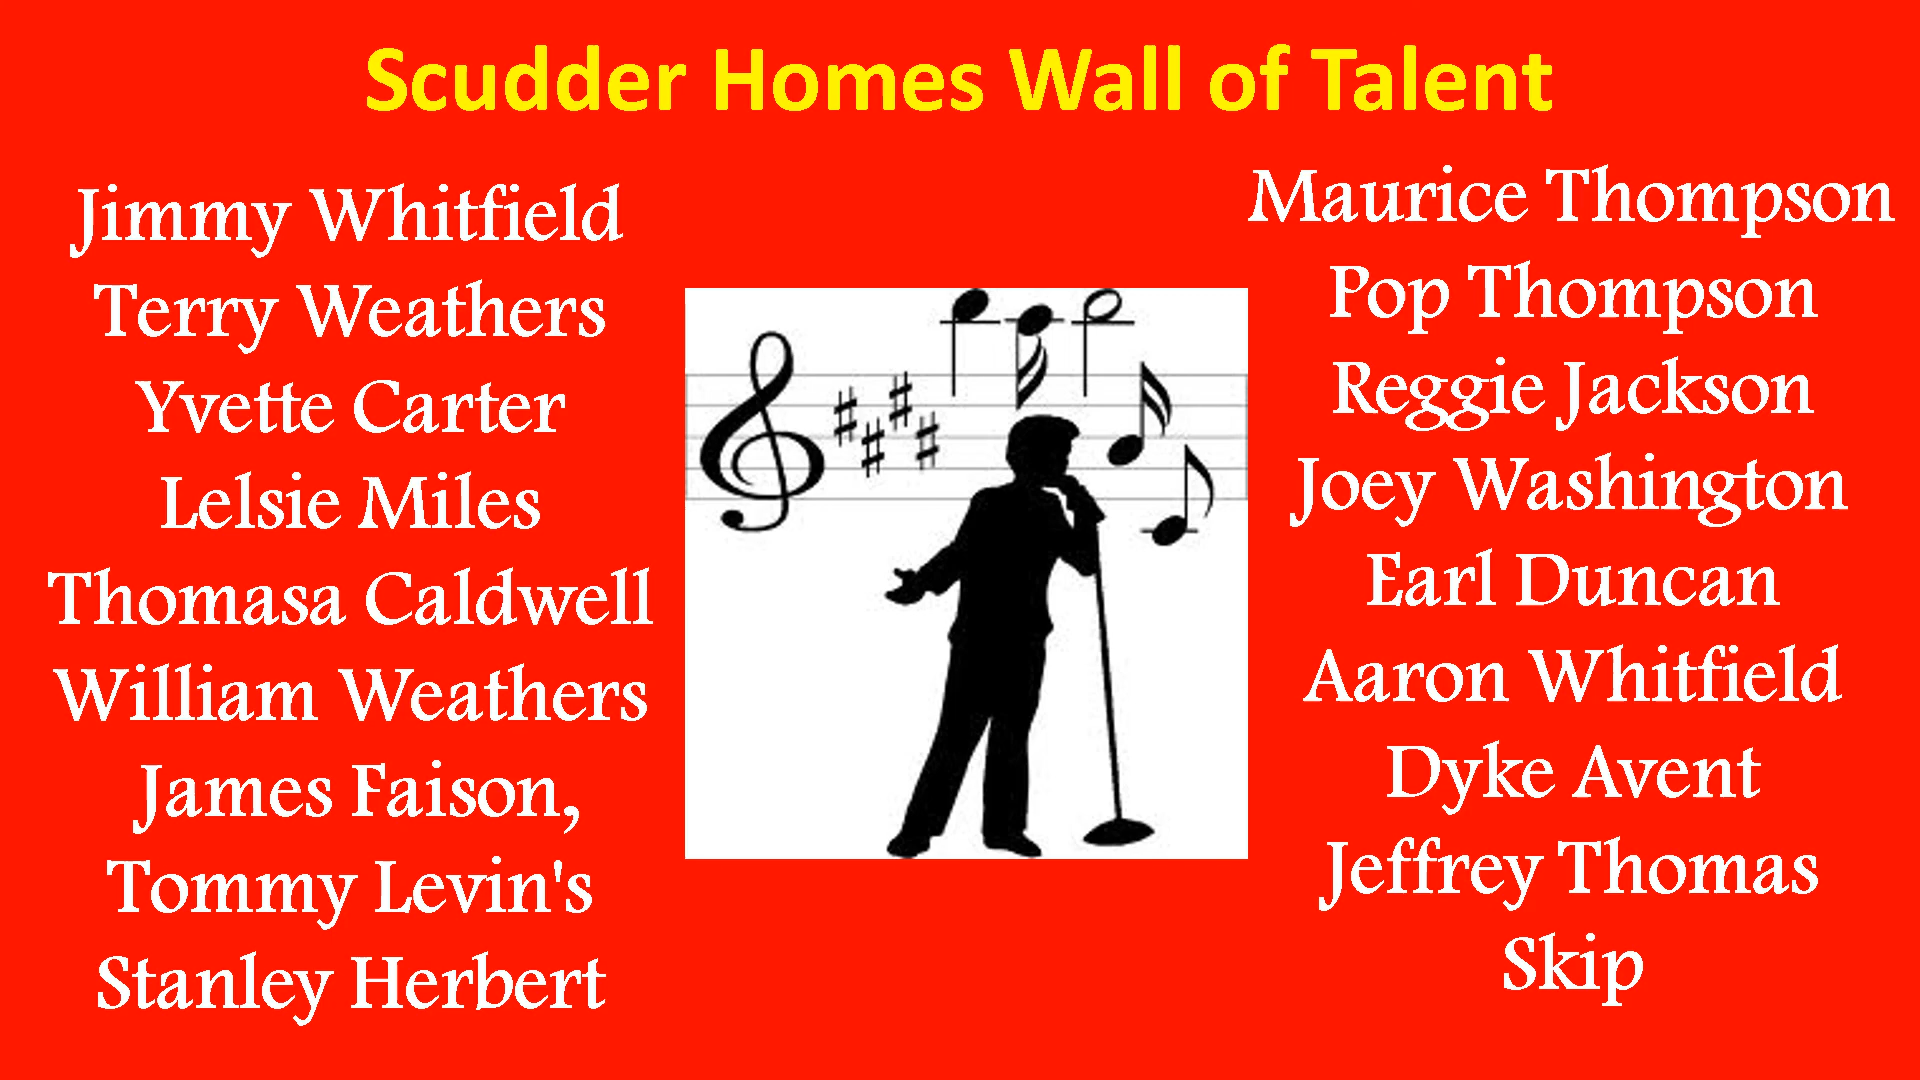 Scudder Homes Wall of Talent
Jimmy Whitfield
Terry Weathers
Yvette Carter
Lelsie Miles
Thomasa Caldwell
William Weathers
James Faison,
Tommy Levin's
Stanley Herbert
Maurice Thompson
Pop Thompson
Reggie Jackson
Joey Washington
Earl Duncan
Aaron Whitfield
Dyke Avent
Jeffrey Thomas
Skip